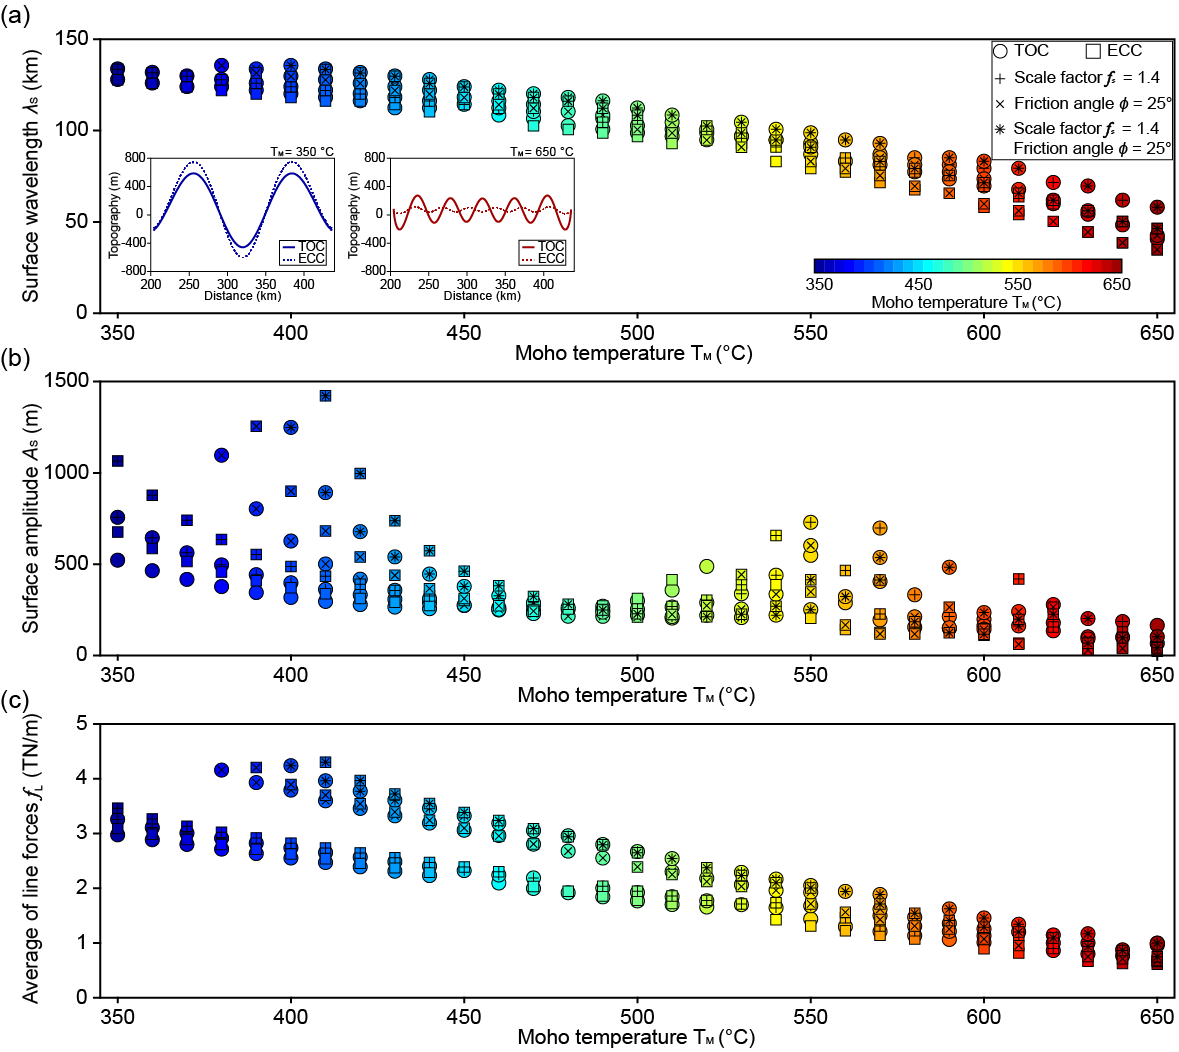 (a)
150
100
50
0
Surface wavelength λs (km)
TOC
ECC
Scale factor fs = 1.4
Friction angle ϕ = 25°
Scale factor fs = 1.4
Friction angle ϕ = 25°
TM = 350 °C
800
400
0
-400
-800
Topography (m)
TOC
ECC
200 250 300 350 400
Distance (km)
TM = 650 °C
800
400
0
-400
-800
Topography (m)
TOC
ECC
200 250 300 350 400
Distance (km)
350 450 550 650
Moho temperature TM (°C)
350 400 450 500 550 600 650
Moho temperature TM (°C)
(b)
1500
1000
500
0
Surface amplitude As (m)
350 400 450 500 550 600 650
Moho temperature TM (°C)
(c)
5
4
3
2
1
0
Average of line forces fL (TN/m)
350 400 450 500 550 600 650
Moho temperature TM (°C)